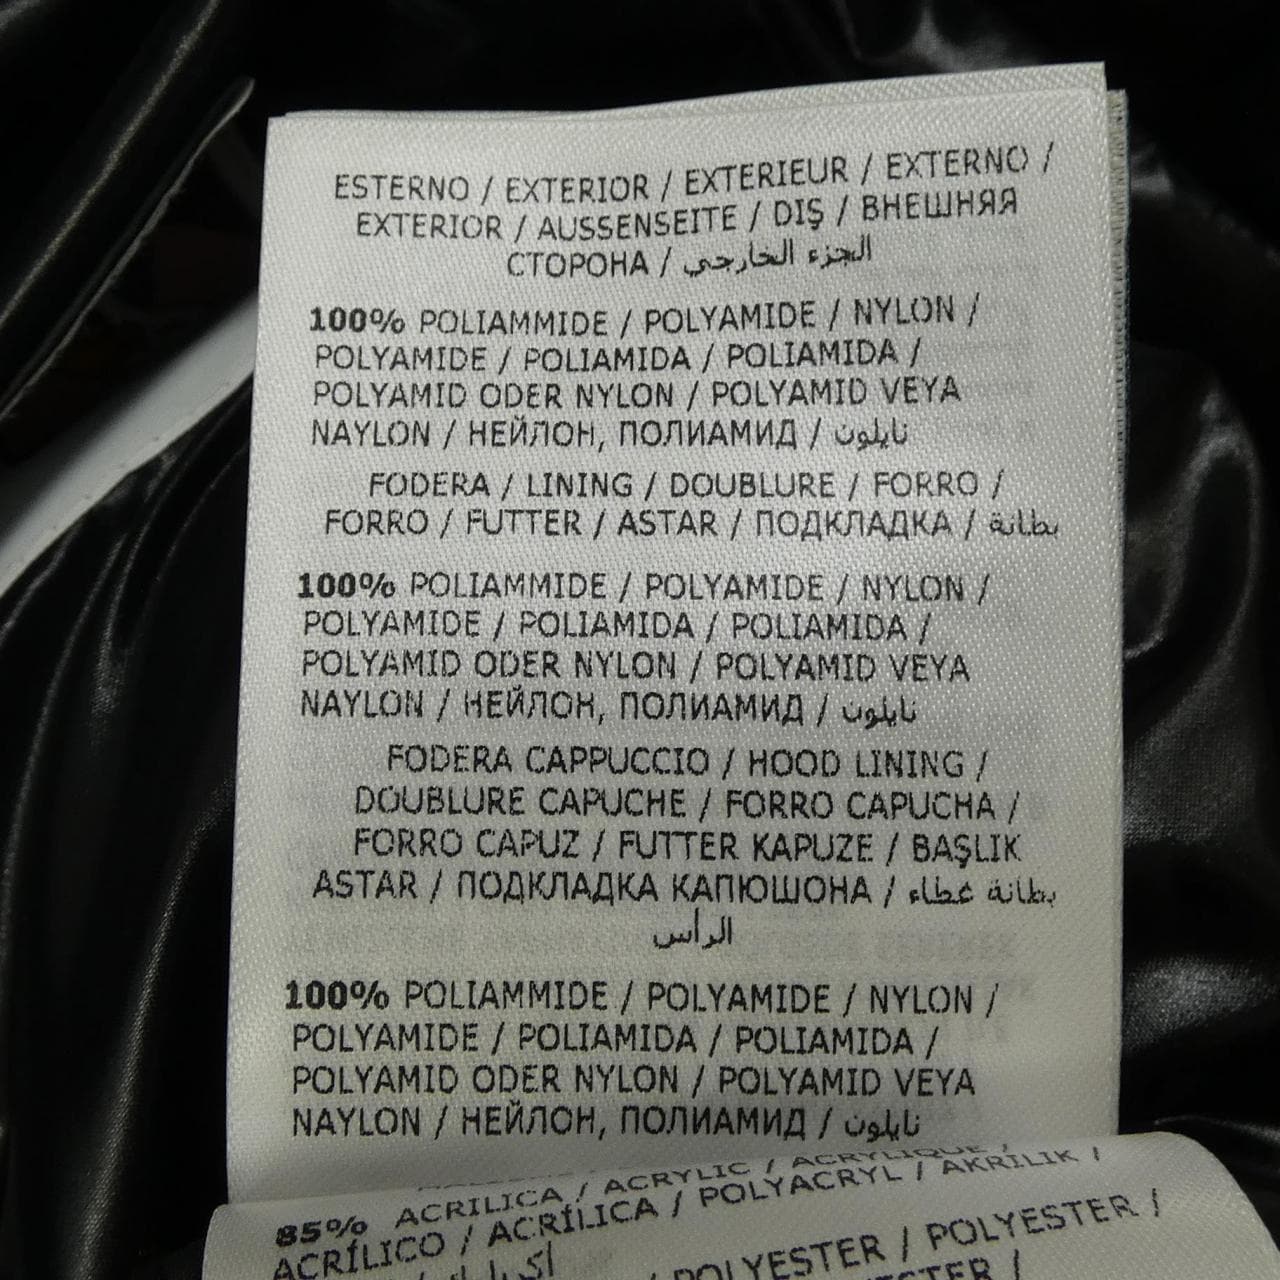 ESTERNO / EXTERIOR / EXTERIEUR / EXTERNO /
EXTERIOR / AUSSENSEITE / DIŞ / ВНЕШНЯЯ
СТОРОНА / الجزء الخارجي
100% POLIAMMIDE / POLYAMIDE / NYLON /
POLYAMIDE / POLIAMIDA / POLIAMIDA /
POLYAMID ODER NYLON / POLYAMID VEYA
NAYLON / НЕЙЛОН, ПОЛИАМИД / نايلون
FODERA / LINING / DOUBLURE / FORRO /
FORRO / FUTTER / ASTAR / ПОДКЛАДКА / بطانة
100% POLIAMMIDE / POLYAMIDE / NYLON /
POLYAMIDE / POLIAMIDA / POLIAMIDA /
POLYAMID ODER NYLON / POLYAMID VEYA
NAYLON / НЕЙЛОН, ПОЛИАМИД / نايلون
FODERA CAPPUCCIO / HOOD LINING /
DOUBLURE CAPUCHE / FORRO CAPUCHA /
FORRO CAPUZ / FUTTER KAPUZE / BAŞLIK
ASTAR / ПОДКЛАДКА КАПЮШОНА / بطانة غطاء
الرأس
100% POLIAMMIDE / POLYAMIDE / NYLON /
POLYAMIDE / POLIAMIDA / POLIAMIDA /
POLYAMID ODER NYLON / POLYAMID VEYA
NAYLON / НЕЙЛОН, ПОЛИАМИД / نايلون
85% ACRILICA / ACRYLIC / ACRYLIQUE /
ACRÍLICO / ACRÍLICA / POLYACRYL / AKRİLİK /
/ POLYESTER / POLYESTER /